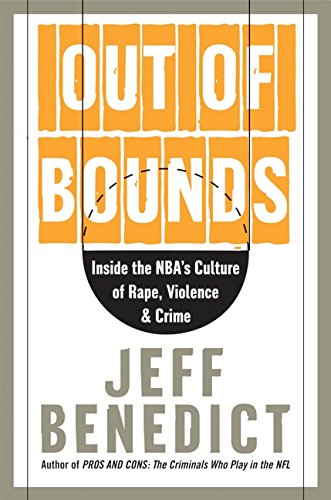 OUT OF
BOUNDS
Inside the NBA's Culture
of Rape, Violence
& Crime
JEFF
BENEDICT
Author of PROS AND CONS: The Criminals Who Play in the NFL